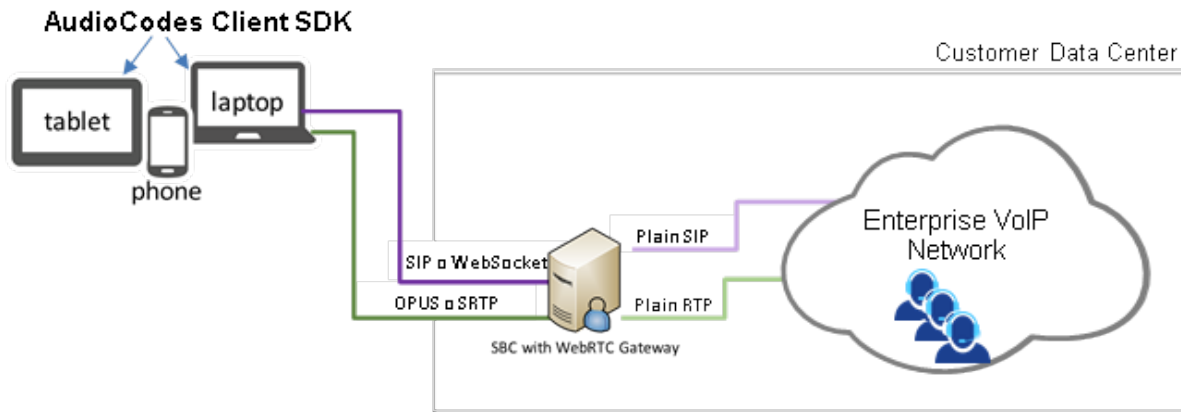 AudioCodes Client SDK
Customer Data Center
tablet
laptop
phone
Enterprise VoIP
Network
Plain SIP
SIP □ WebSocket
OPUS □ SRTP
Plain RTP
SBC with WebRTC Gateway